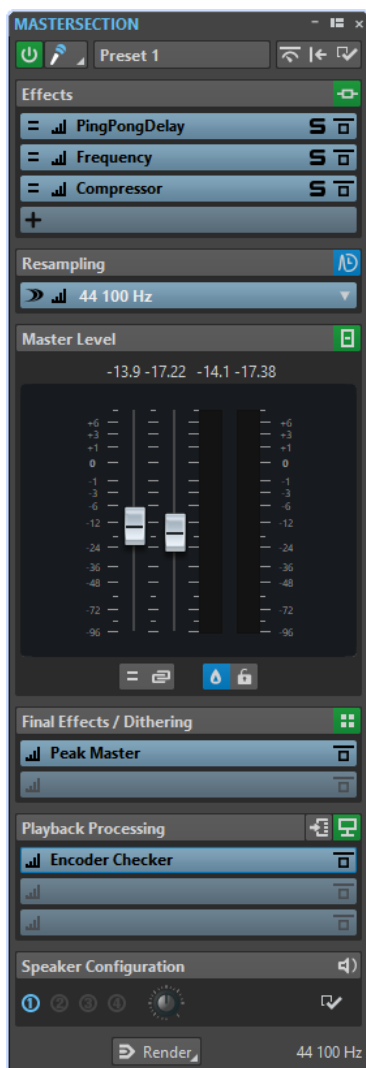 MASTERSECTION
Preset 1
Effects
PingPongDelay S
Frequency S
Compressor S
Resampling
44 100 Hz
Master Level
-13.9 -17.22 -14.1 -17.38
+6 +6
+3 +3
+1 +1
0 0
-1 -1
-3 -3
-6 -6
-12 -12
-24 -24
-36 -36
-48 -48
-72 -72
-96 -96
Final Effects / Dithering
Peak Master
Playback Processing
Encoder Checker
Speaker Configuration
1 2 3 4
Render 44 100 Hz